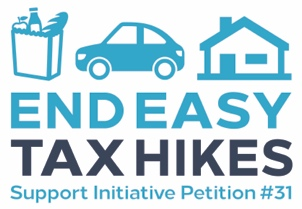 END EASY
TAX HIKES
Support Initiative Petition #31